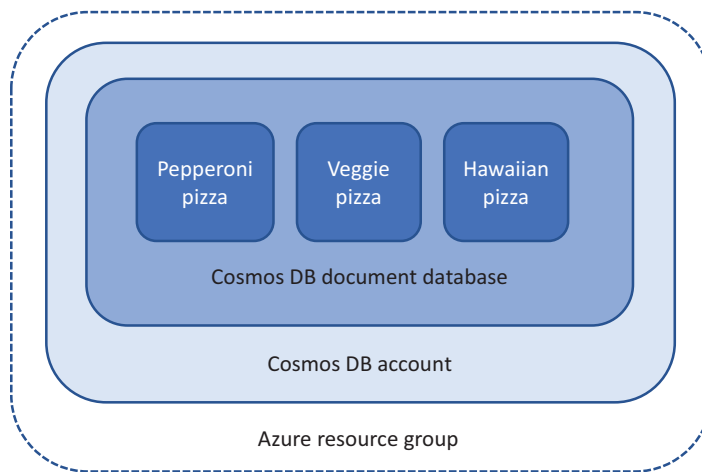 Pepperoni
pizza
Veggie
pizza
Hawaiian
pizza
Cosmos DB document database
Cosmos DB account
Azure resource group